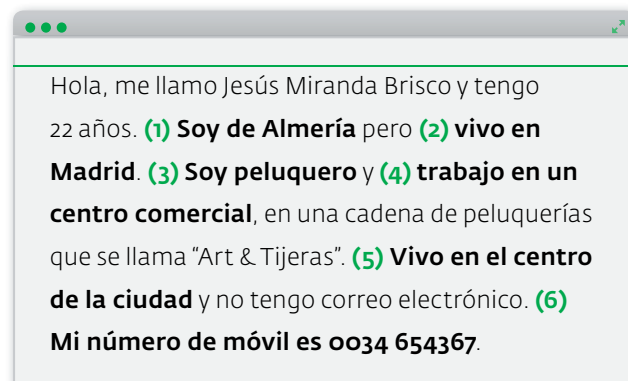 Hola, me llamo Jesús Miranda Brisco y tengo
22 años. (1) Soy de Almería pero (2) vivo en
Madrid. (3) Soy peluquero y (4) trabajo en un
centro comercial, en una cadena de peluquerías
que se llama “Art & Tijeras”. (5) Vivo en el centro
de la ciudad y no tengo correo electrónico. (6)
Mi número de móvil es 0034 654367.